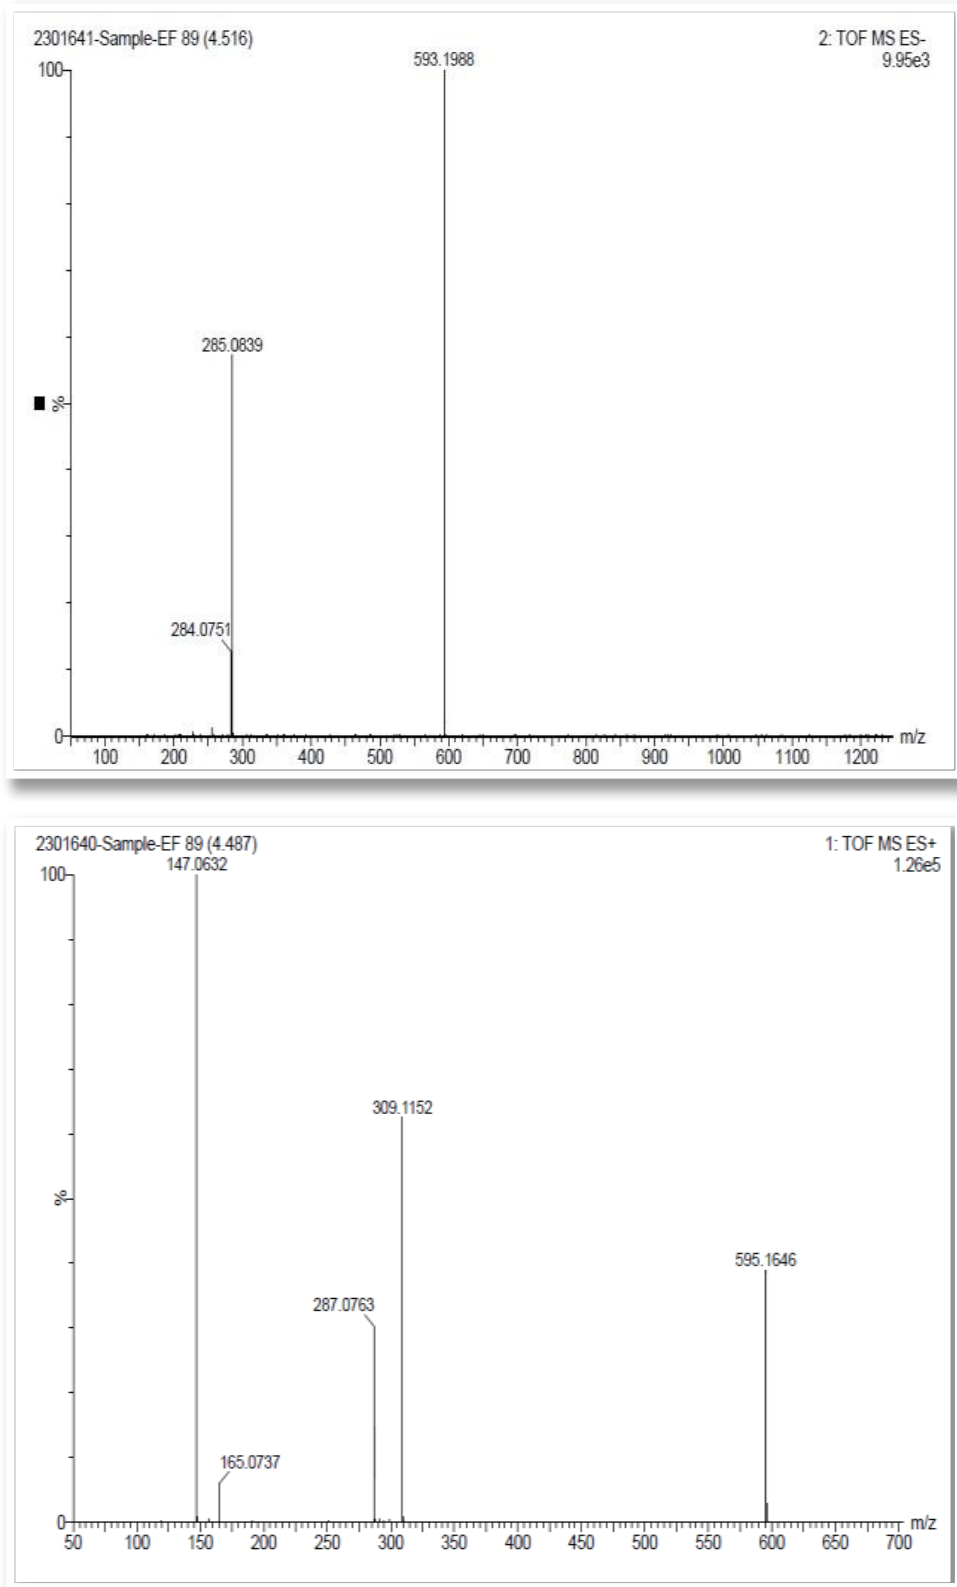 2301641-Sample-EF 89 (4.516)
2: TOF MS ES-
9.95e3
593.1988
100
285.0839
%
284.0751
0
m/z
100 200 300 400 500 600 700 800 900 1000 1100 1200
2301640-Sample-EF 89 (4.487)
1: TOF MS ES+
1.26e5
147.0632
100
309.1152
%
595.1646
287.0763
165.0737
0
m/z
50 100 150 200 250 300 350 400 450 500 550 600 650 700